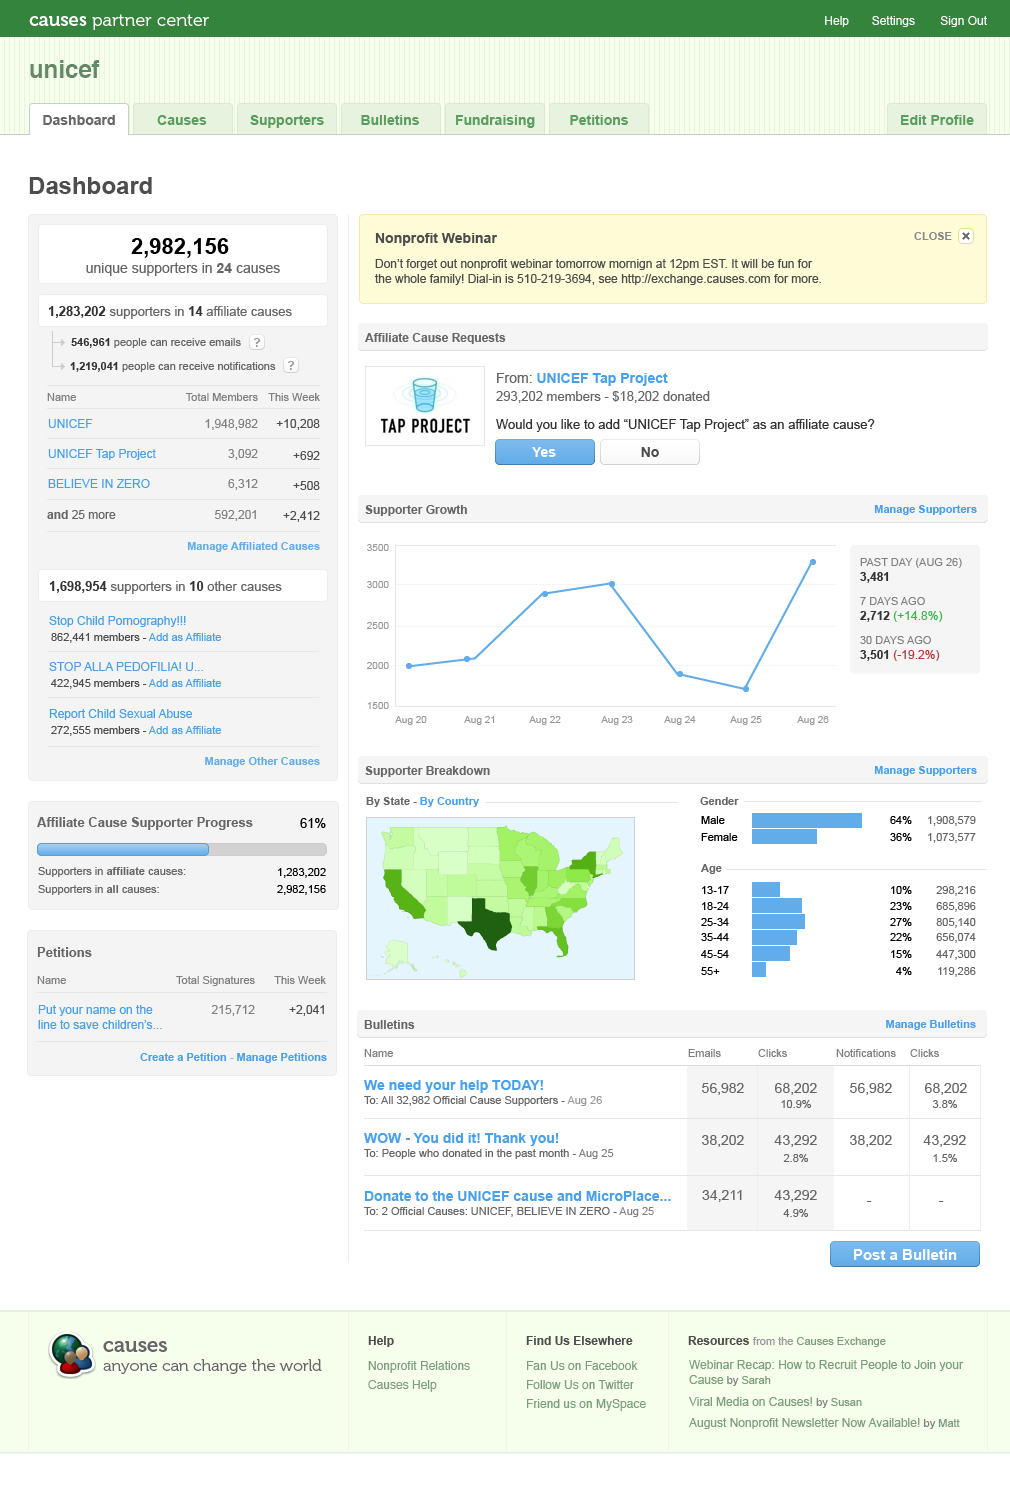 causes partner center
Help Settings Sign Out
unicef
Dashboard Causes Supporters Bulletins Fundraising Petitions Edit Profile
Dashboard
2,982,156
unique supporters in 24 causes
1,283,202 supporters in 14 affiliate causes
546,961 people can receive emails ?
1,219,041 people can receive notifications ?
Name Total Members This Week
UNICEF 1,948,982 +10,208
UNICEF Tap Project 3,092 +692
BELIEVE IN ZERO 6,312 +508
and 25 more 592,201 +2,412
Manage Affiliated Causes
1,698,954 supporters in 10 other causes
Stop Child Pornography!!!
862,441 members - Add as Affiliate
STOP ALLA PEDOFILIA! U...
422,945 members - Add as Affiliate
Report Child Sexual Abuse
272,555 members - Add as Affiliate
Manage Other Causes
Affiliate Cause Supporter Progress 61%
Supporters in affiliate causes: 1,283,202
Supporters in all causes: 2,982,156
Petitions
Name Total Signatures This Week
Put your name on the 215,712 +2,041
line to save children's...
Create a Petition - Manage Petitions
Nonprofit Webinar
CLOSE
Don't forget out nonprofit webinar tomorrow mornign at 12pm EST. It will be fun for
the whole family! Dial-in is 510-219-3694, see http://exchange.causes.com for more.
Affiliate Cause Requests
TAP PROJECT
From: UNICEF Tap Project
293,202 members - $18,202 donated
Would you like to add “UNICEF Tap Project” as an affiliate cause?
Yes No
Supporter Growth Manage Supporters
3500
3000
2500
2000
1500
Aug 20 Aug 21 Aug 22 Aug 23 Aug 24 Aug 25 Aug 26
PAST DAY (AUG 26)
3,481
7 DAYS AGO
2,712 (+14.8%)
30 DAYS AGO
3,501 (-19.2%)
Supporter Breakdown Manage Supporters
By State - By Country
Gender
Male 64% 1,908,579
Female 36% 1,073,577
Age
13-17 10% 298,216
18-24 23% 685,896
25-34 27% 805,140
35-44 22% 656,074
45-54 15% 447,300
55+ 4% 119,286
Bulletins Manage Bulletins
Name Emails Clicks Notifications Clicks
We need your help TODAY! 56,982 68,202 56,982 68,202
To: All 32,982 Official Cause Supporters - Aug 26 10.9% 3.8%
WOW - You did it! Thank you! 38,202 43,292 38,202 43,292
To: People who donated in the past month - Aug 25 2.8% 1.5%
Donate to the UNICEF cause and MicroPlace... 34,211 43,292 - -
To: 2 Official Causes: UNICEF, BELIEVE IN ZERO - Aug 25 4.9%
Post a Bulletin
causes
anyone can change the world
Help
Nonprofit Relations
Causes Help
Find Us Elsewhere
Fan Us on Facebook
Follow Us on Twitter
Friend us on MySpace
Resources from the Causes Exchange
Webinar Recap: How to Recruit People to Join your
Cause by Sarah
Viral Media on Causes! by Susan
August Nonprofit Newsletter Now Available! by Matt